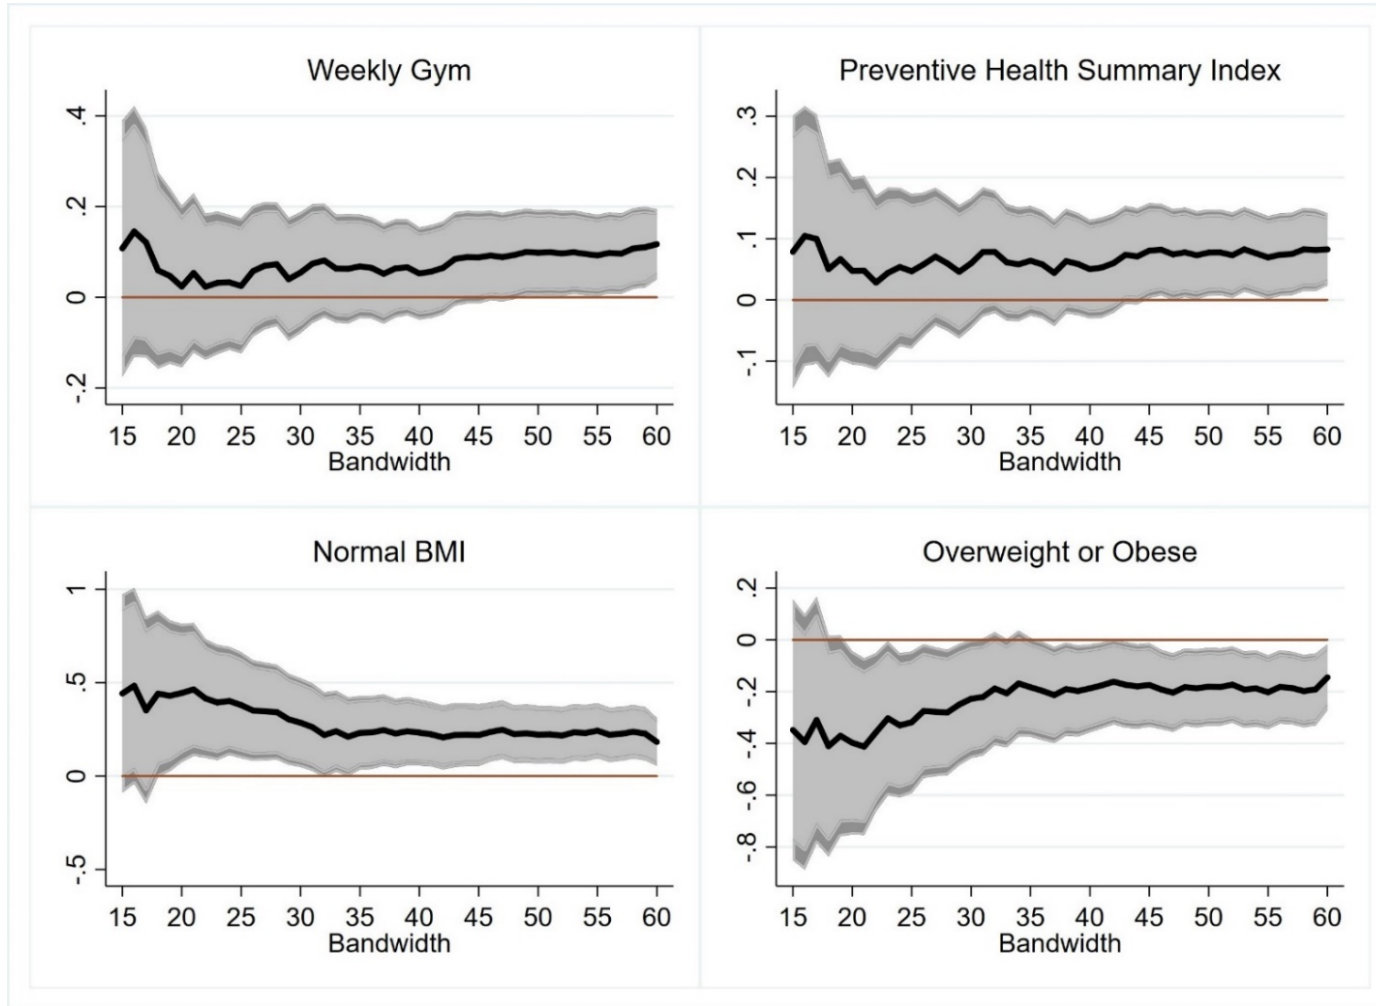 Weekly Gym
.4
.2
0
-.2
15 20 25 30 35 40 45 50 55 60
Bandwidth
Preventive Health Summary Index
.3
.2
.1
0
-.1
15 20 25 30 35 40 45 50 55 60
Bandwidth
Normal BMI
1
.5
0
-.5
15 20 25 30 35 40 45 50 55 60
Bandwidth
Overweight or Obese
.2
0
-.2
-.4
-.6
-.8
15 20 25 30 35 40 45 50 55 60
Bandwidth